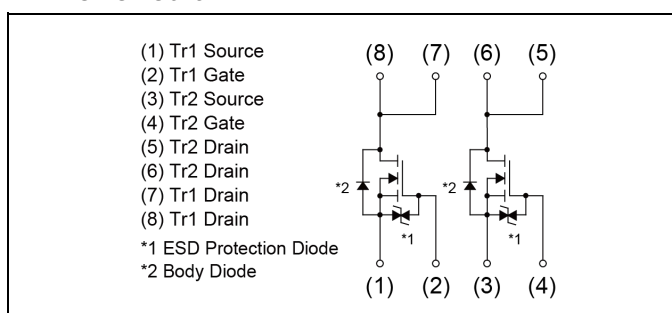 (1) Tr1 Source
(2) Tr1 Gate
(3) Tr2 Source
(4) Tr2 Gate
(5) Tr2 Drain
(6) Tr2 Drain
(7) Tr1 Drain
(8) Tr1 Drain
*1 ESD Protection Diode
*2 Body Diode
(8) (7) (6) (5)
*2 *2
*1 *1
(1) (2) (3) (4)